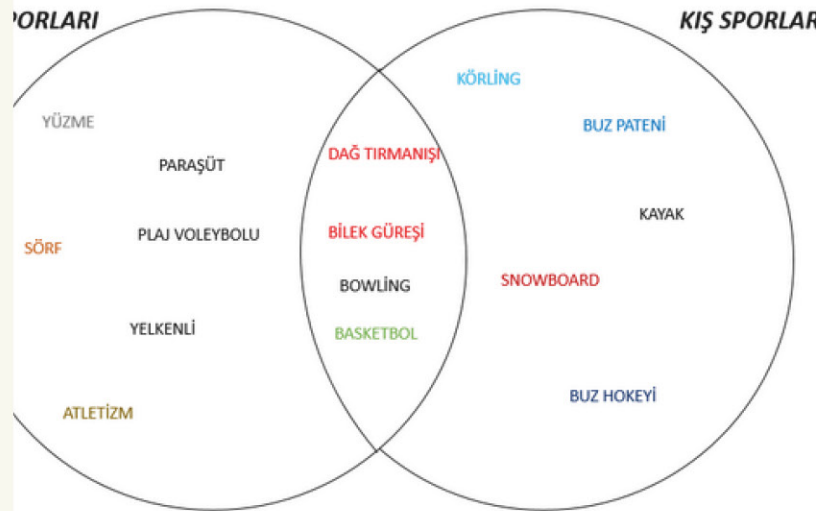 PORLARI
KIŞ SPORLAR
KÖRLİNG
YÜZME
BUZ PATENİ
DAĞ TIRMANIŞI
PARAŞÜT
KAYAK
PLAJ VOLEYBOLU
BİLEK GÜREŞİ
SÖRF
SNOWBOARD
BOWLİNG
YELKENLİ
BASKETBOL
BUZ HOKEYİ
ATLETİZM